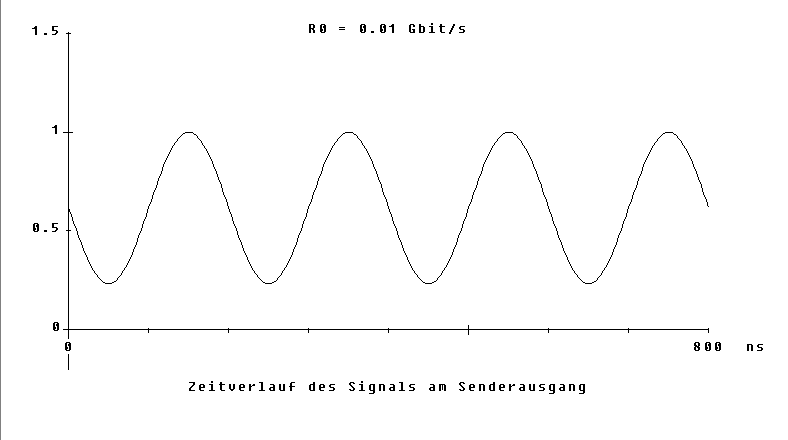 R0 = 0.01 Gbit/s
1.5
1
0.5
0
0
800 ns
Zeitverlauf des Signals am Senderausgang